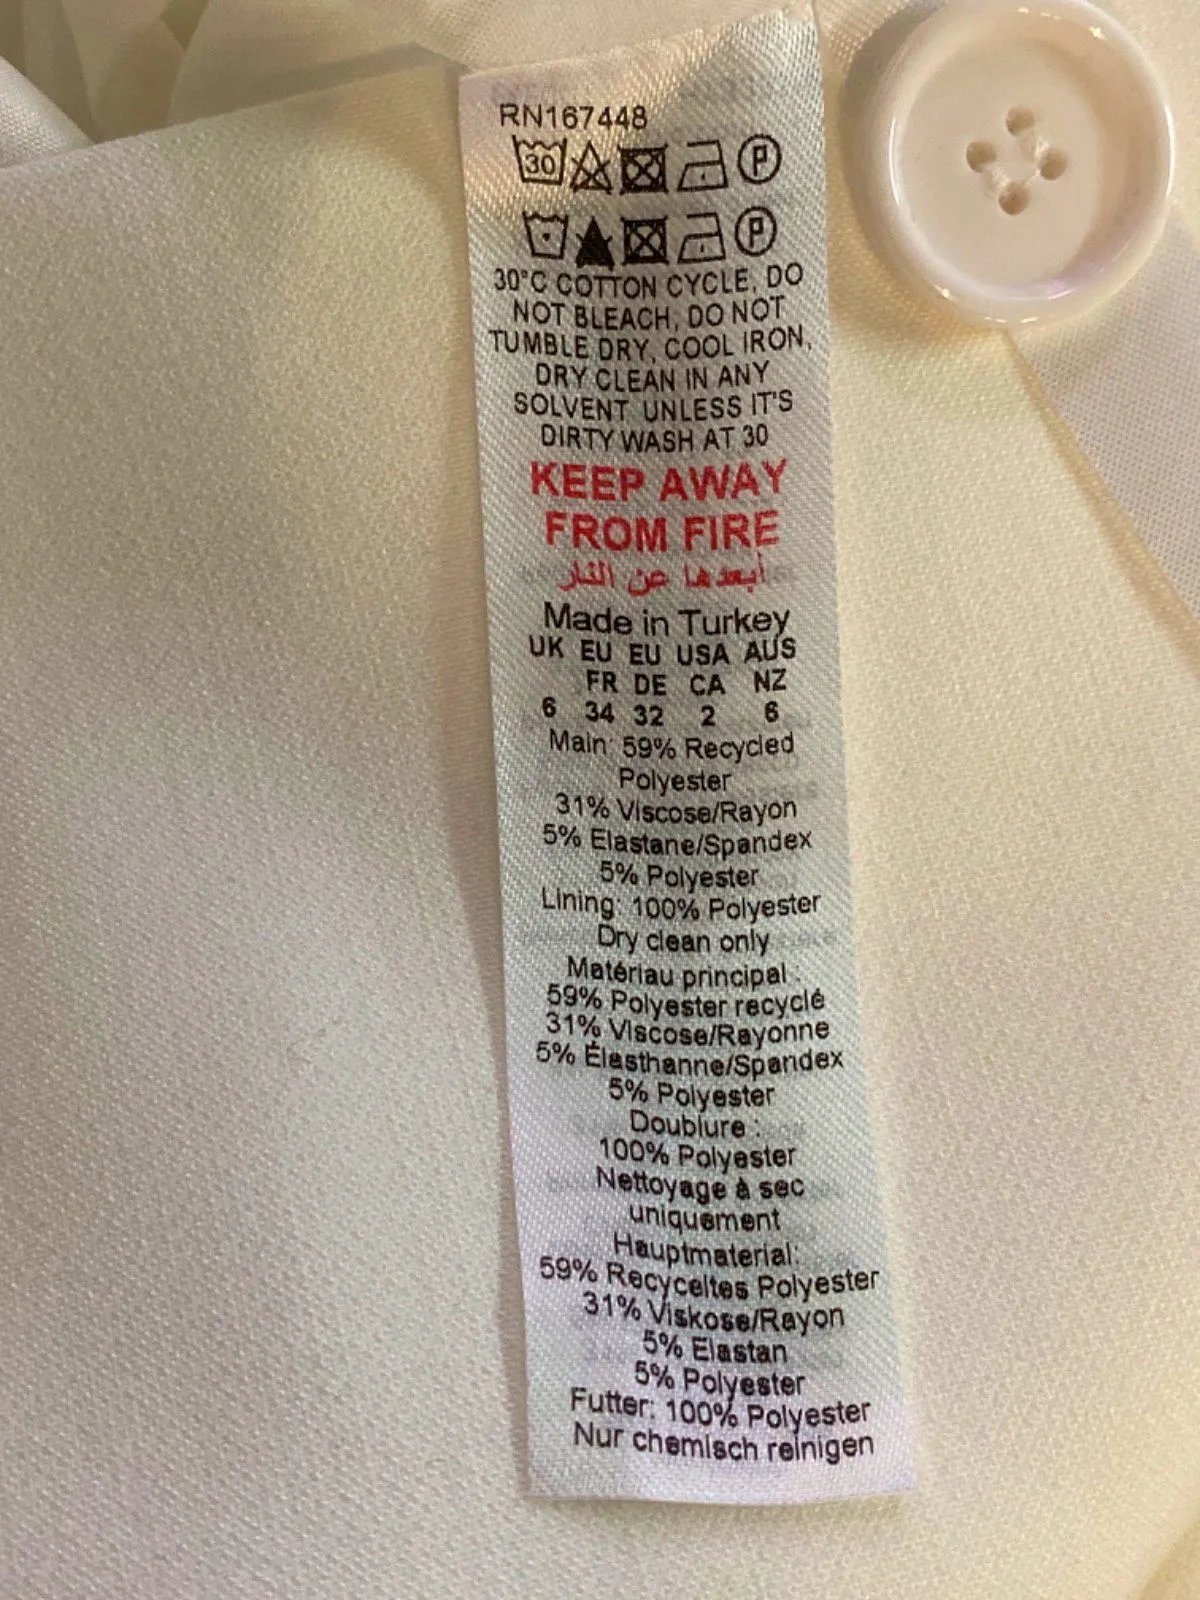 RN167448
30 P
P
30°C COTTON CYCLE, DO
NOT BLEACH, DO NOT
TUMBLE DRY, COOL IRON,
DRY CLEAN IN ANY
SOLVENT UNLESS IT'S
DIRTY WASH AT 30
KEEP AWAY
FROM FIRE
أبعدها عن النار
Made in Turkey
UK EU EU USA AUS
FR DE CA NZ
6 34 32 2 6
Main: 59% Recycled
Polyester
31% Viscose/Rayon
5% Elastane/Spandex
5% Polyester
Lining: 100% Polyester
Dry clean only
Matériau principal :
59% Polyester recyclé
31% Viscose/Rayonne
5% Élasthanne/Spandex
5% Polyester
Doublure :
100% Polyester
Nettoyage à sec
uniquement
Hauptmaterial:
59% Recyceltes Polyester
31% Viskose/Rayon
5% Elastan
5% Polyester
Futter: 100% Polyester
Nur chemisch reinigen